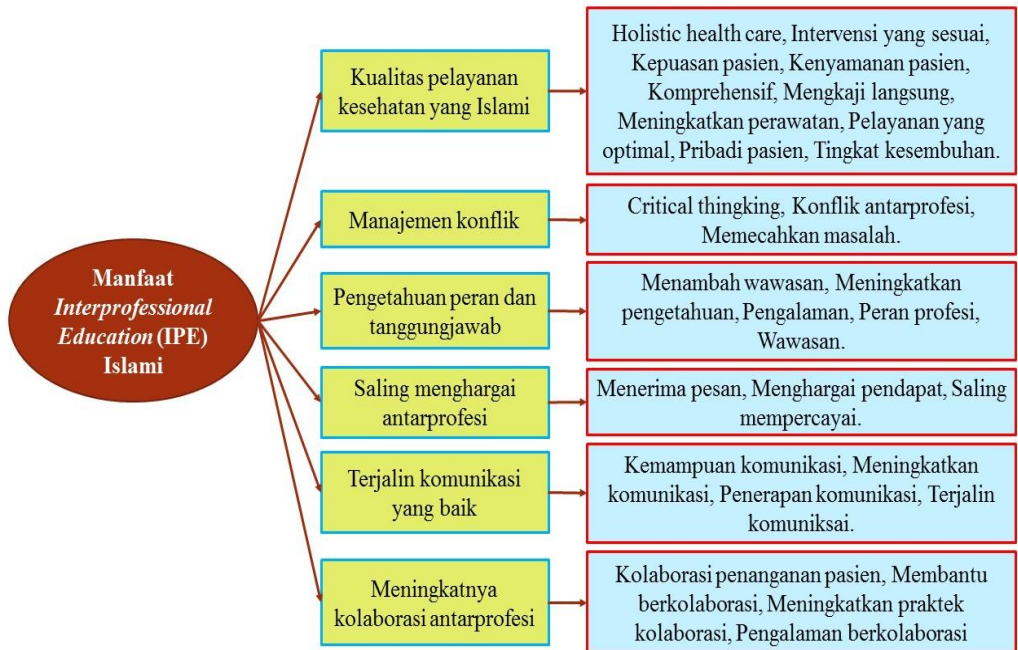 Manfaat
Interprofessional
Education (IPE)
Islami
Kualitas pelayanan
kesehatan yang Islami
Holistic health care, Intervensi yang sesuai,
Kepuasan pasien, Kenyamanan pasien,
Komprehensif, Mengkaji langsung,
Meningkatkan perawatan, Pelayanan yang
optimal, Pribadi pasien, Tingkat kesembuhan.
Manajemen konflik
Critical thingking, Konflik antarprofesi,
Memecahkan masalah.
Pengetahuan peran dan
tanggungjawab
Menambah wawasan, Meningkatkan
pengetahuan, Pengalaman, Peran profesi,
Wawasan.
Saling menghargai
antarprofesi
Menerima pesan, Menghargai pendapat, Saling
mempercayai.
Terjalin komunikasi
yang baik
Kemampuan komunikasi, Meningkatkan
komunikasi, Penerapan komunikasi, Terjalin
komuniksai.
Meningkatnya
kolaborasi antarprofesi
Kolaborasi penanganan pasien, Membantu
berkolaborasi, Meningkatkan praktek
kolaborasi, Pengalaman berkolaborasi